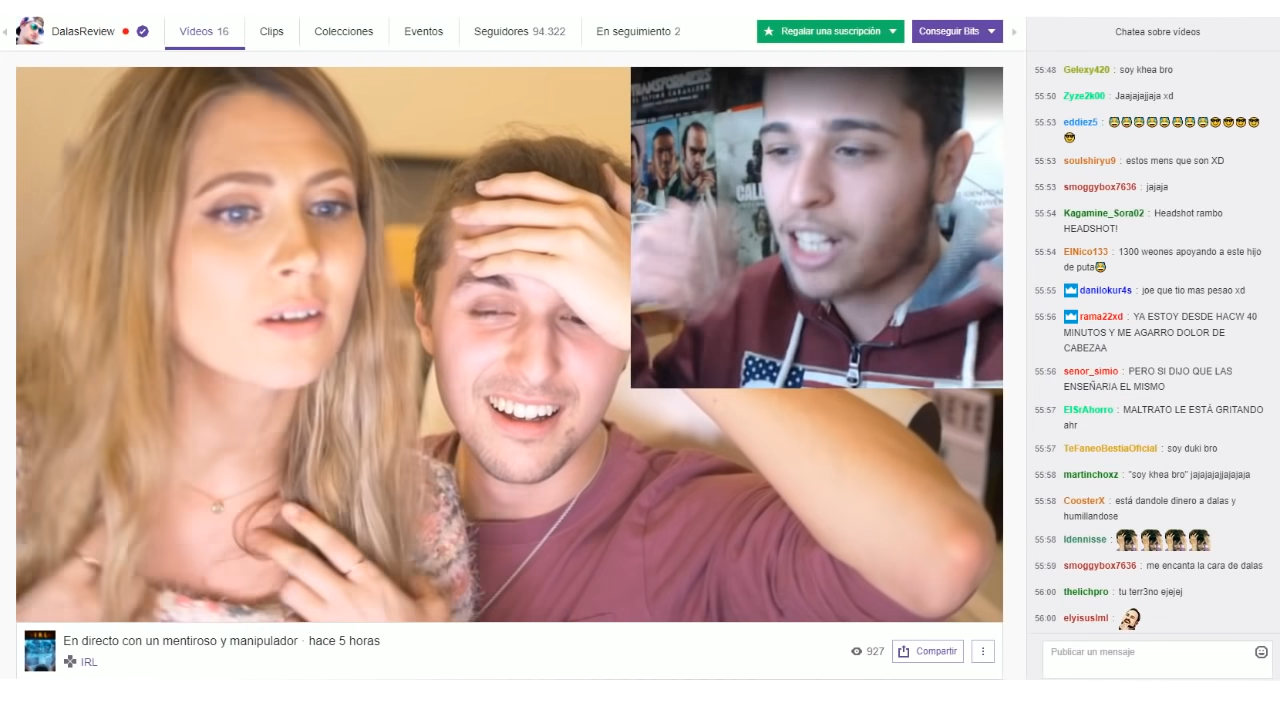 DalasReview
Vídeos 16
Clips
Colecciones
Eventos
Seguidores 94.322
En seguimiento 2
Regalar una suscripción
Conseguir Bits
Chatea sobre vídeos
TRANSFORMERS
CALL
55:48 Gelexy420 : soy khea bro
55:50 Zyze2k00 : Jaajajajjaja xd
55:53 eddiez5 :
55:53 soulshiryu9 : estos mens que son XD
55:53 smoggybox7636 : jajaja
55:54 Kagamine_Sora02 : Headshot rambo
HEADSHOT!
55:54 ElNico133 : 1300 weones apoyando a este hijo
de puta
55:55 danilokur4s : joe que tio mas pesao xd
55:56 rama22xd : YA ESTOY DESDE HACW 40
MINUTOS Y ME AGARRO DOLOR DE
CABEZAA
55:56 senor_simio : PERO SI DIJO QUE LAS
ENSEÑARIA EL MISMO
55:57 ElSrAhorro : MALTRATO LE ESTÁ GRITANDO
ahr
55:57 TeFaneoBestiaOficial : soy duki bro
55:58 martinchoxz : "soy khea bro" jajajajajjajajaja
55:58 CoosterX : está dandole dinero a dalas y
humillandose
55:58 Idennisse :
55:59 smoggybox7636 : me encanta la cara de dalas
56:00 thelichpro : tu terr3no ejejej
56:00 elyisuslml :
En directo con un mentiroso y manipulador · hace 5 horas
IRL
927
Compartir
Publicar un mensaje